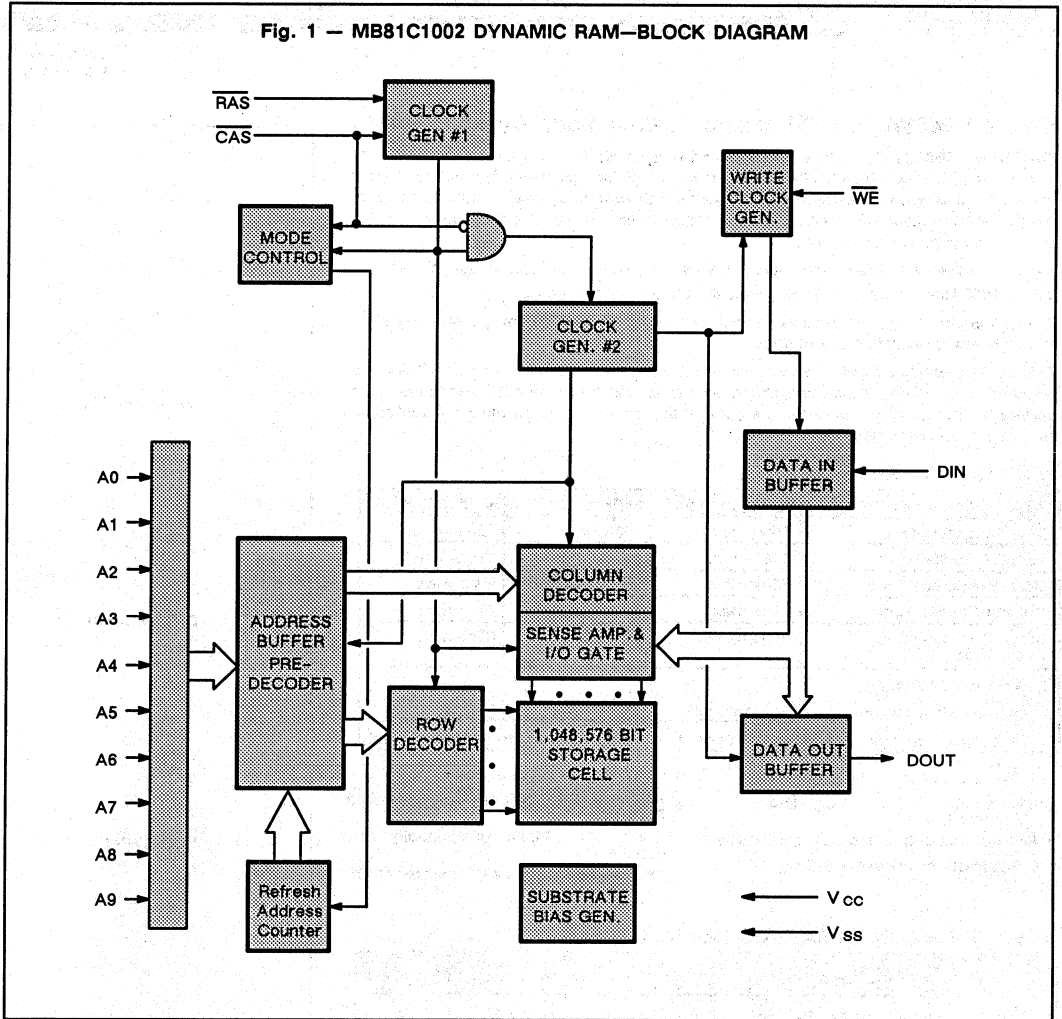 Fig. 1 — MB81C1002 DYNAMIC RAM—BLOCK DIAGRAM
RAS
CAS
CLOCK
GEN #1
WRITE
CLOCK
GEN.
WE
MODE
CONTROL
CLOCK
GEN. #2
A0
A1
A2
A3
A4
A5
A6
A7
A8
A9
DATA IN
BUFFER
DIN
ADDRESS
BUFFER
PRE-
DECODER
COLUMN
DECODER
SENSE AMP &
I/O GATE
ROW
DECODER
1,048,576 BIT
STORAGE
CELL
DATA OUT
BUFFER
DOUT
Refresh
Address
Counter
SUBSTRATE
BIAS GEN.
VCC
VSS